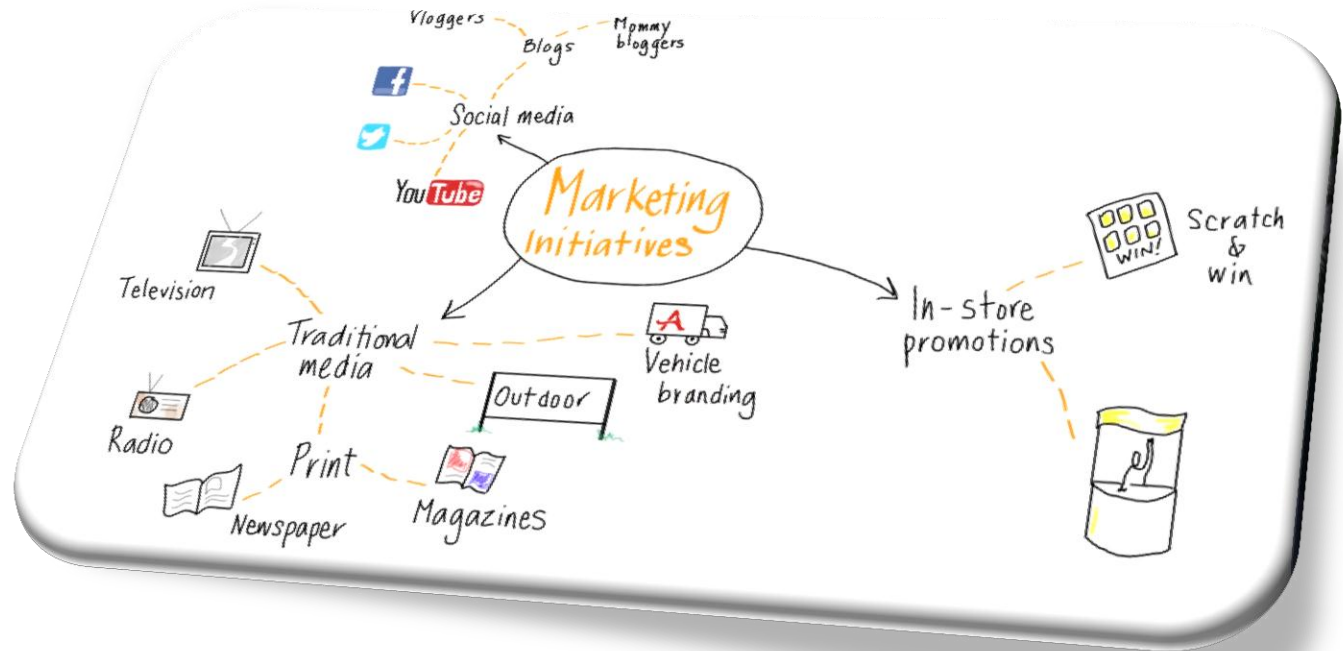 Vloggers
Blogs
Mommy
bloggers
f
Social media
YouTube
Marketing
Initiatives
Television
Traditional
media
Radio
Print
Newspaper
Magazines
Outdoor
A
Vehicle
branding
In-store
promotions
WIN!
Scratch
&
win